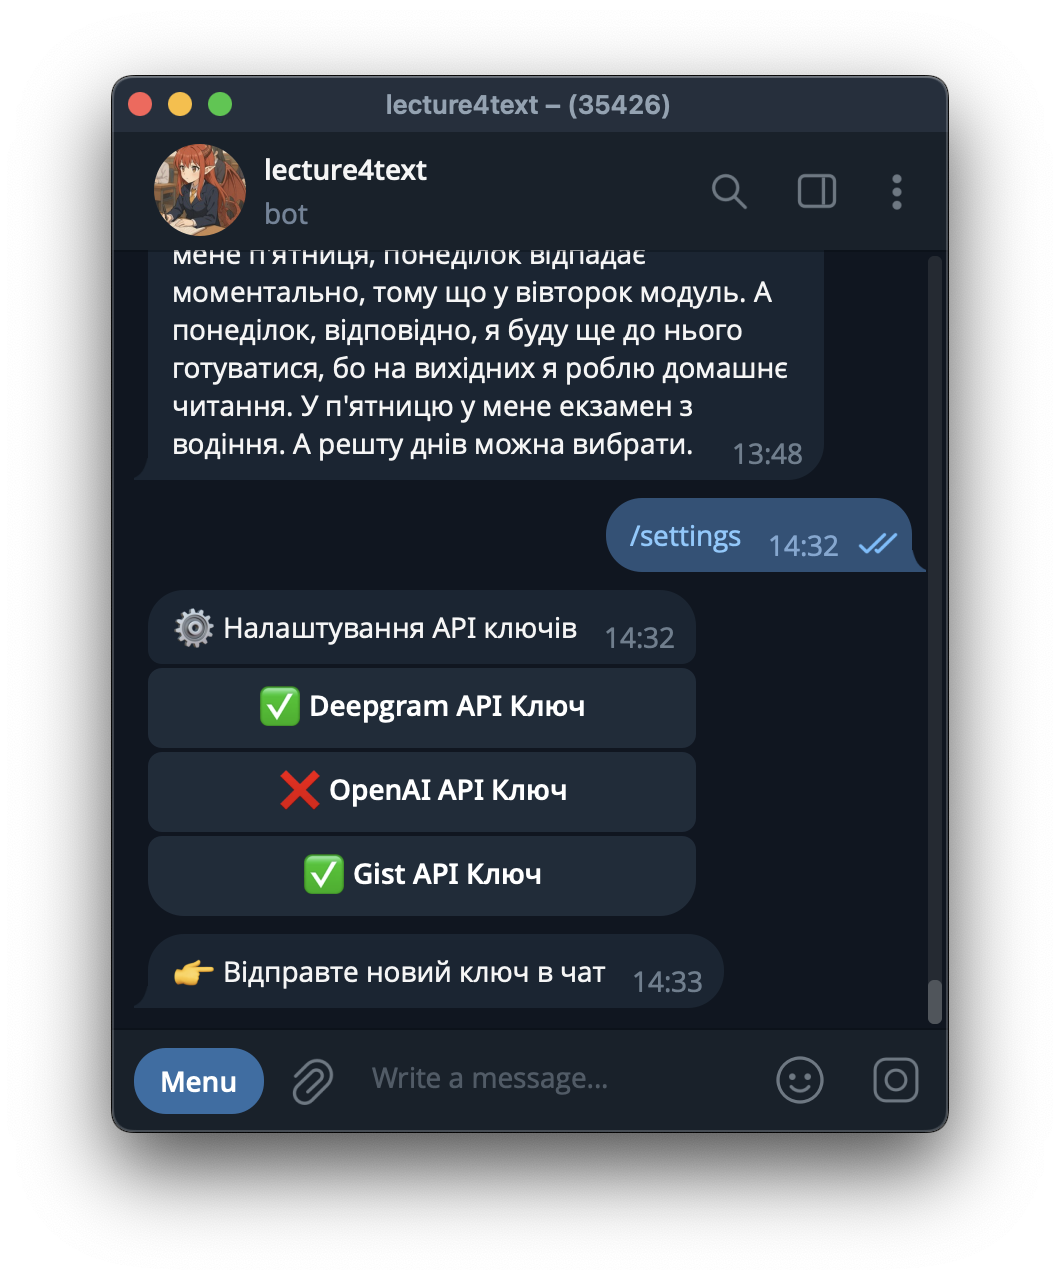 lecture4text – (35426)
lecture4text
bot
мене п'ятниця, понеділок відпадає
моментально, тому що у вівторок модуль. А
понеділок, відповідно, я буду ще до нього
готуватися, бо на вихідних я роблю домашнє
читання. У п'ятницю у мене екзамен з
водіння. А решту днів можна вибрати. 13:48
/settings 14:32
⚙️ Налаштування API ключів 14:32
✅ Deepgram API Ключ
❌ OpenAI API Ключ
✅ Gist API Ключ
👉 Відправте новий ключ в чат 14:33
Menu Write a message...